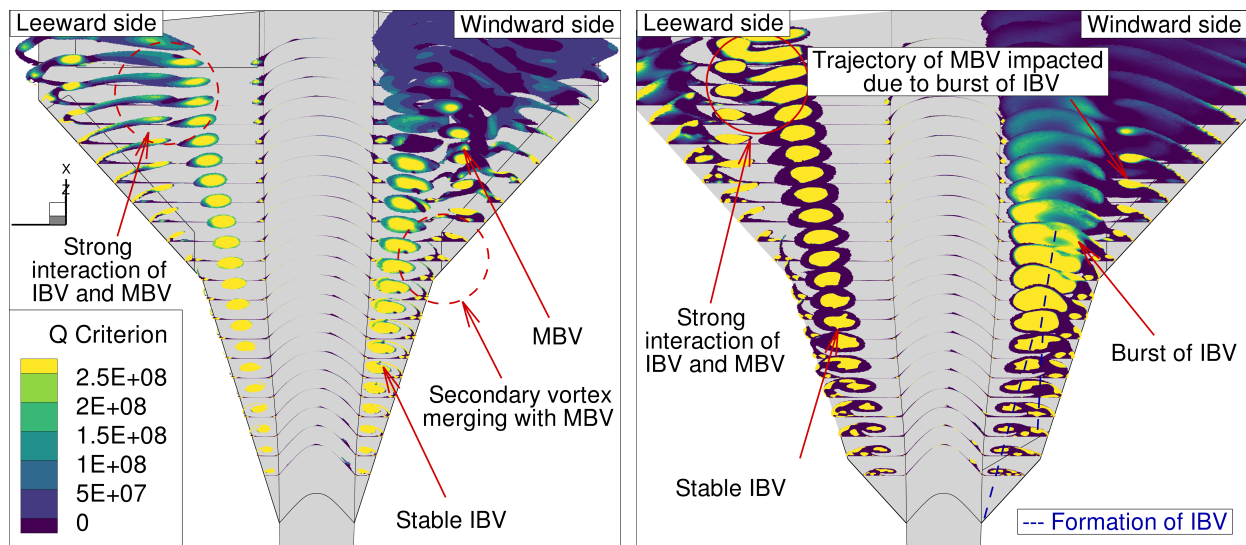 Leeward side
Windward side
x
z
Strong
interaction of
IBV and MBV
MBV
Secondary vortex
merging with MBV
Stable IBV
Q Criterion
2.5E+08
2E+08
1.5E+08
1E+08
5E+07
0
Leeward side
Windward side
Trajectory of MBV impacted
due to burst of IBV
Strong
interaction of
IBV and MBV
Burst of IBV
Stable IBV
--- Formation of IBV